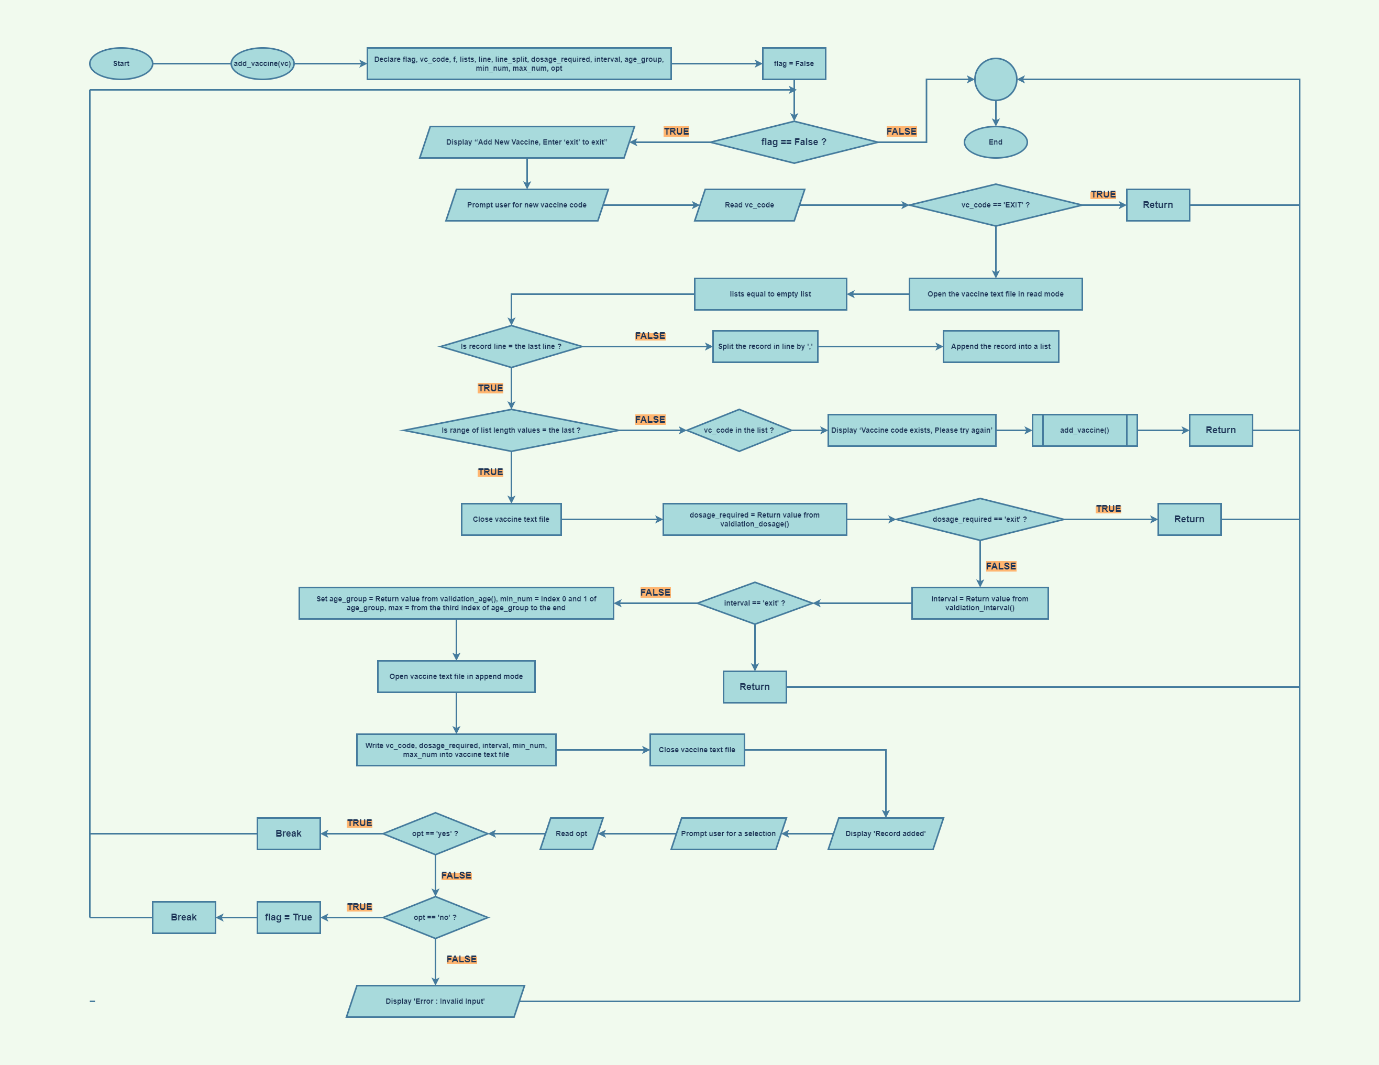 Start
add_vaccine(vc)
Declare flag, vc_code, f, lists, line, line_split, dosage_required, interval, age_group,
min_num, max_num, opt
flag = False
TRUE
flag == False ?
FALSE
Display “Add New Vaccine, Enter ‘exit’ to exit”
End
Prompt user for new vaccine code
Read vc_code
vc_code == 'EXIT' ?
TRUE
Return
lists equal to empty list
Open the vaccine text file in read mode
Is record line = the last line ?
FALSE
Split the record in line by ','
Append the record into a list
TRUE
Is range of list length values = the last ?
FALSE
vc_code in the list ?
Display 'Vaccine code exists, Please try again'
add_vaccine()
Return
TRUE
Close vaccine text file
dosage_required = Return value from
valdiation_dosage()
dosage_required == 'exit' ?
TRUE
Return
FALSE
Set age_group = Return value from validation_age(), min_num = index 0 and 1 of
age_group, max = from the third index of age_group to the end
FALSE
interval == 'exit' ?
Interval = Return value from
valdiation_interval()
Open vaccine text file in append mode
Return
Write vc_code, dosage_required, interval, min_num,
max_num into vaccine text file
Close vaccine text file
Break
TRUE
opt == 'yes' ?
Read opt
Prompt user for a selection
Display 'Record added'
FALSE
Break
flag = True
TRUE
opt == 'no' ?
FALSE
Display 'Error : Invalid Input'